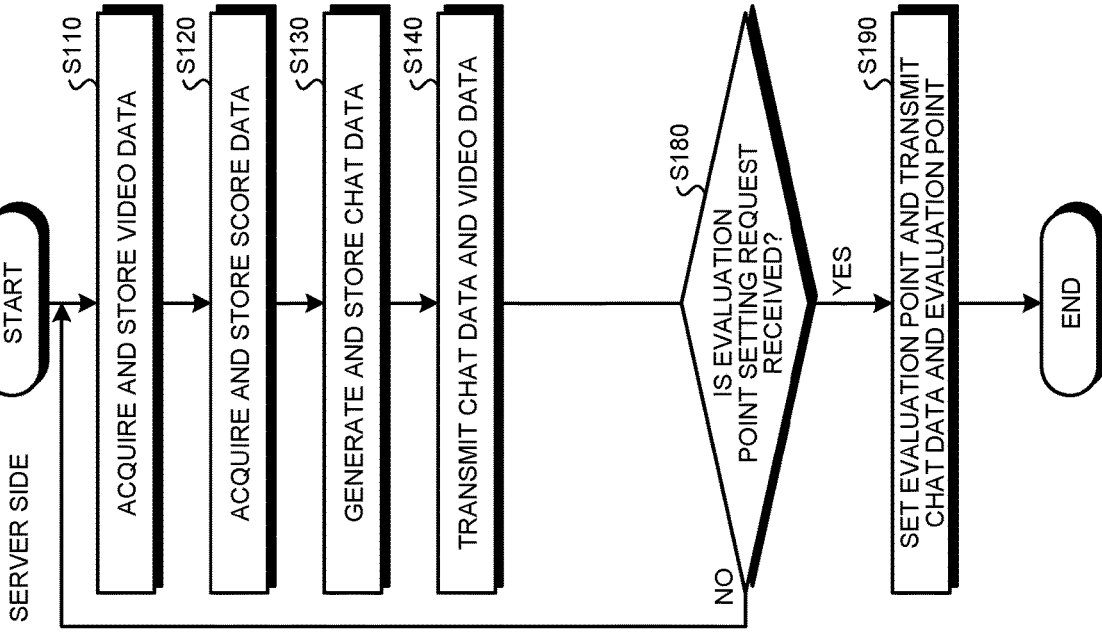 SERVER SIDE
START
S110
ACQUIRE AND STORE VIDEO DATA
S120
ACQUIRE AND STORE SCORE DATA
S130
GENERATE AND STORE CHAT DATA
S140
TRANSMIT CHAT DATA AND VIDEO DATA
S180
IS EVALUATION
POINT SETTING REQUEST
RECEIVED?
NO
YES
S190
SET EVALUATION POINT AND TRANSMIT
CHAT DATA AND EVALUATION POINT
END